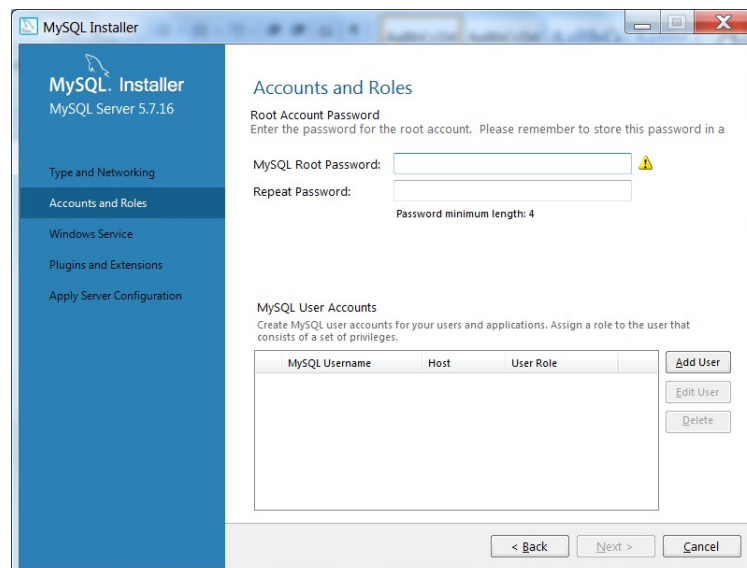 MySQL Installer
MySQL. Installer
MySQL Server 5.7.16
Type and Networking
Accounts and Roles
Windows Service
Plugins and Extensions
Apply Server Configuration
Accounts and Roles
Root Account Password
Enter the password for the root account. Please remember to store this password in a
MySQL Root Password:
Repeat Password:
Password minimum length: 4
MySQL User Accounts
Create MySQL user accounts for your users and applications. Assign a role to the user that
consists of a set of privileges.
MySQL Username Host User Role
Add User
Edit User
Delete
< Back Next > Cancel